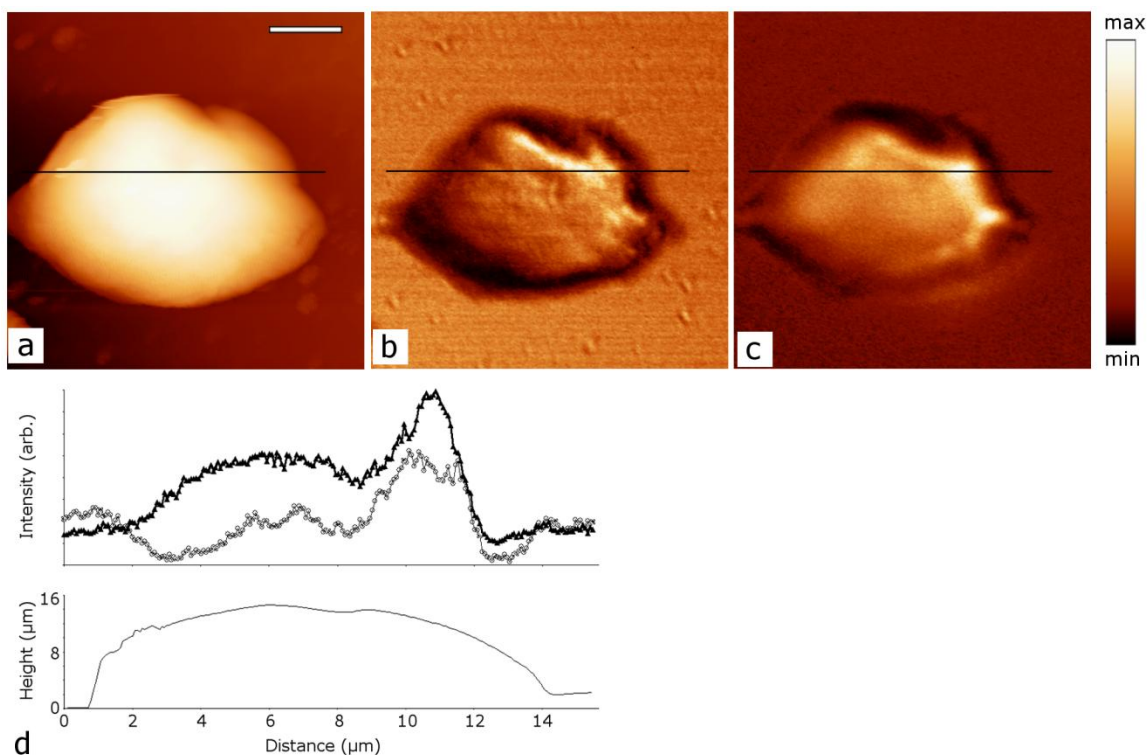 max
a
b
c
min
Intensity (arb.)
Height (µm)
16
8
0
0
2
4
6
8
10
12
14
Distance (µm)
d